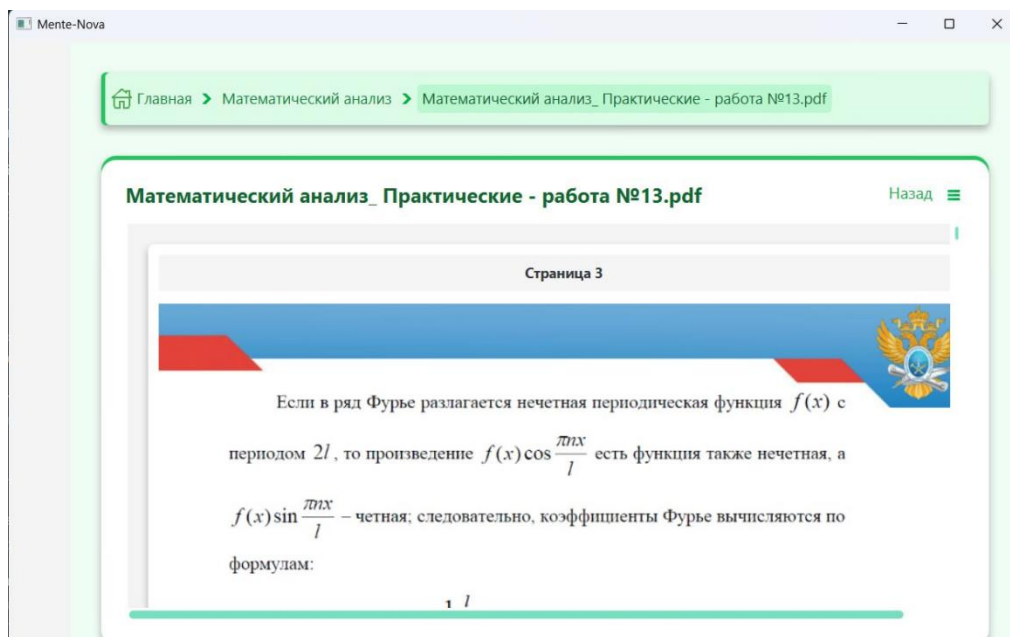 Mente-Nova
Главная > Математический анализ > Математический анализ_ Практические - работа №13.pdf
Математический анализ_ Практические - работа №13.pdf
Назад
Страница 3
Если в ряд Фурье разлагается нечетная периодическая функция f(x) с
периодом 2l, то произведение f(x) cos πnx/l есть функция также нечетная, а
f(x) sin πnx/l – четная; следовательно, коэффициенты Фурье вычисляются по
формулам:
1 l